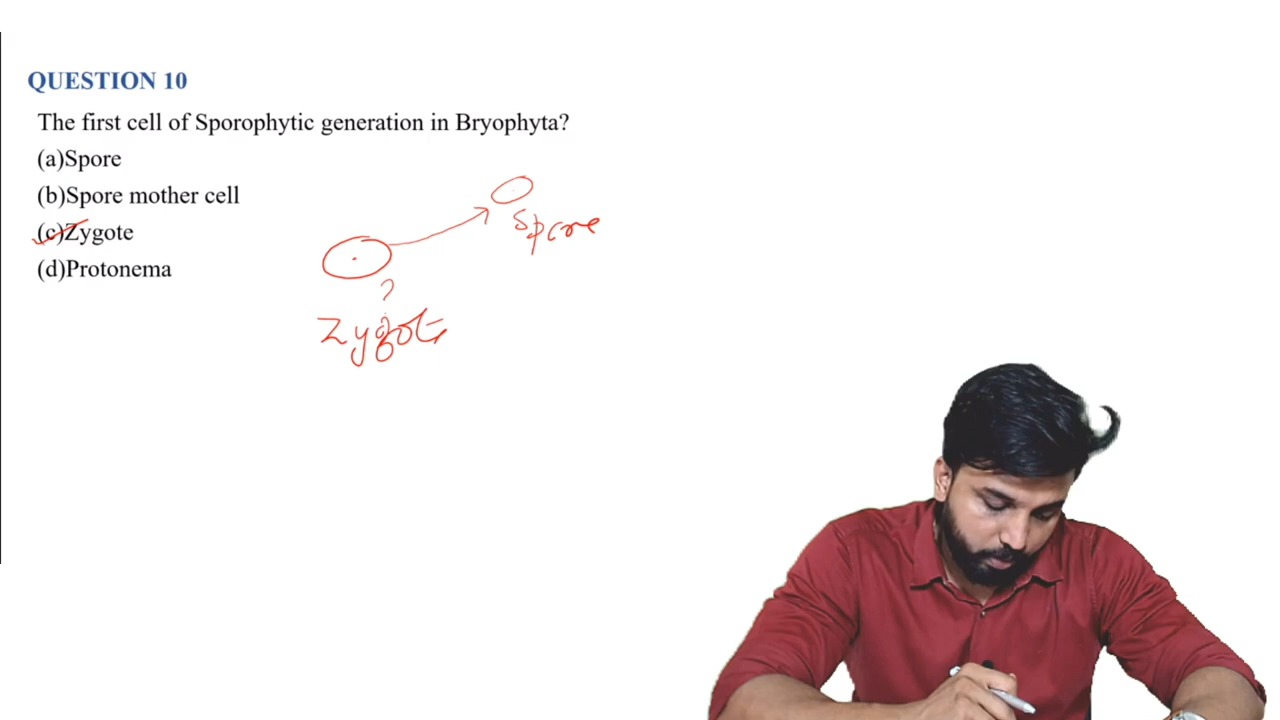 QUESTION 10
The first cell of Sporophytic generation in Bryophyta?
(a)Spore
(b)Spore mother cell
(c)Zygote
(d)Protonema
Spore
?
Zygote